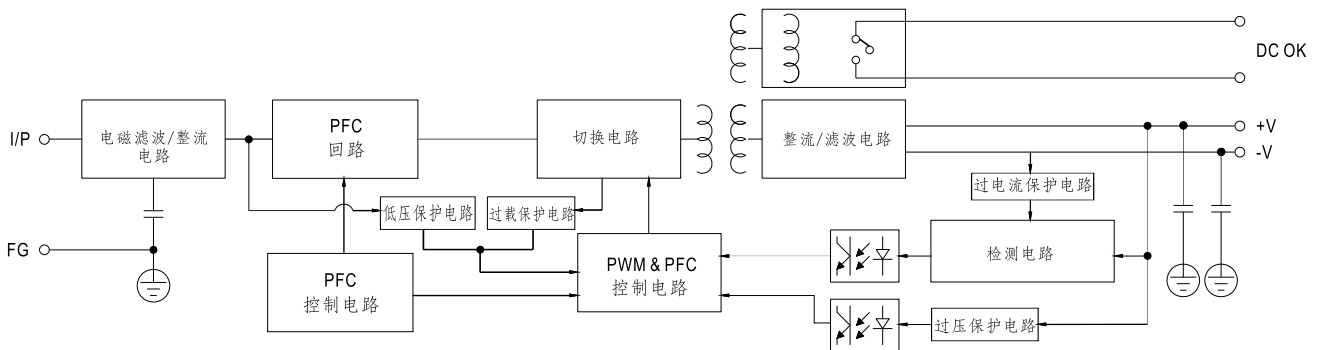 DC OK
I/P
电磁滤波/整流
电路
PFC
回路
切换电路
整流/滤波电路
+V
-V
过电流保护电路
低压保护电路
过载保护电路
FG
PFC
控制电路
PWM & PFC
控制电路
检测电路
过压保护电路